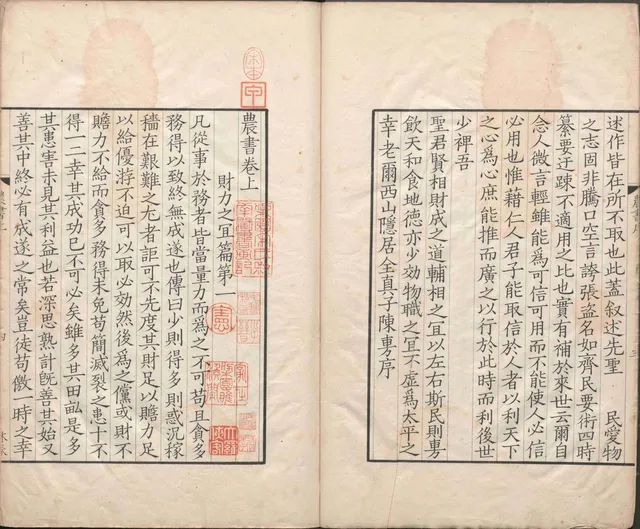 述作皆在所不取也此蓋叙述先聖 民愛物
之志固非騰口空言誇張盜名如齊民要術四時
纂要迂疎不適用之比也實有補於來世云爾自
念人微言輕雖能為可信可用而不能使人必信
必用也惟藉仁人君子能取信於人者以利天下
之心為心庶能推而廣之以行於此時而利後世
少裨吾
聖君賢相財成之道輔相之宜以左右斯民則旉
飲天和食地德亦少効物職之宜不虛為太平之
幸老爾西山隱居全真子陳旉序
農書卷上
財力之宜篇第一
凡從事於務者皆當量力而為之不可苟且貪多
務得以致終無成遂也傳曰少則得多則惑況稼
穡在艱難之尤者詎可不先度其財足以贍力足
以給優游不迫可以取必効然後為之儻或財不
贍力不給而貪多務得未免苟簡滅裂之患十不
得一二幸其成功已不可必矣雖多其田畝是多
其患害未見其利益也若深思熟計既善其始又
善其中終必有成遂之常矣豈徒苟徼一時之幸
宋本
甲